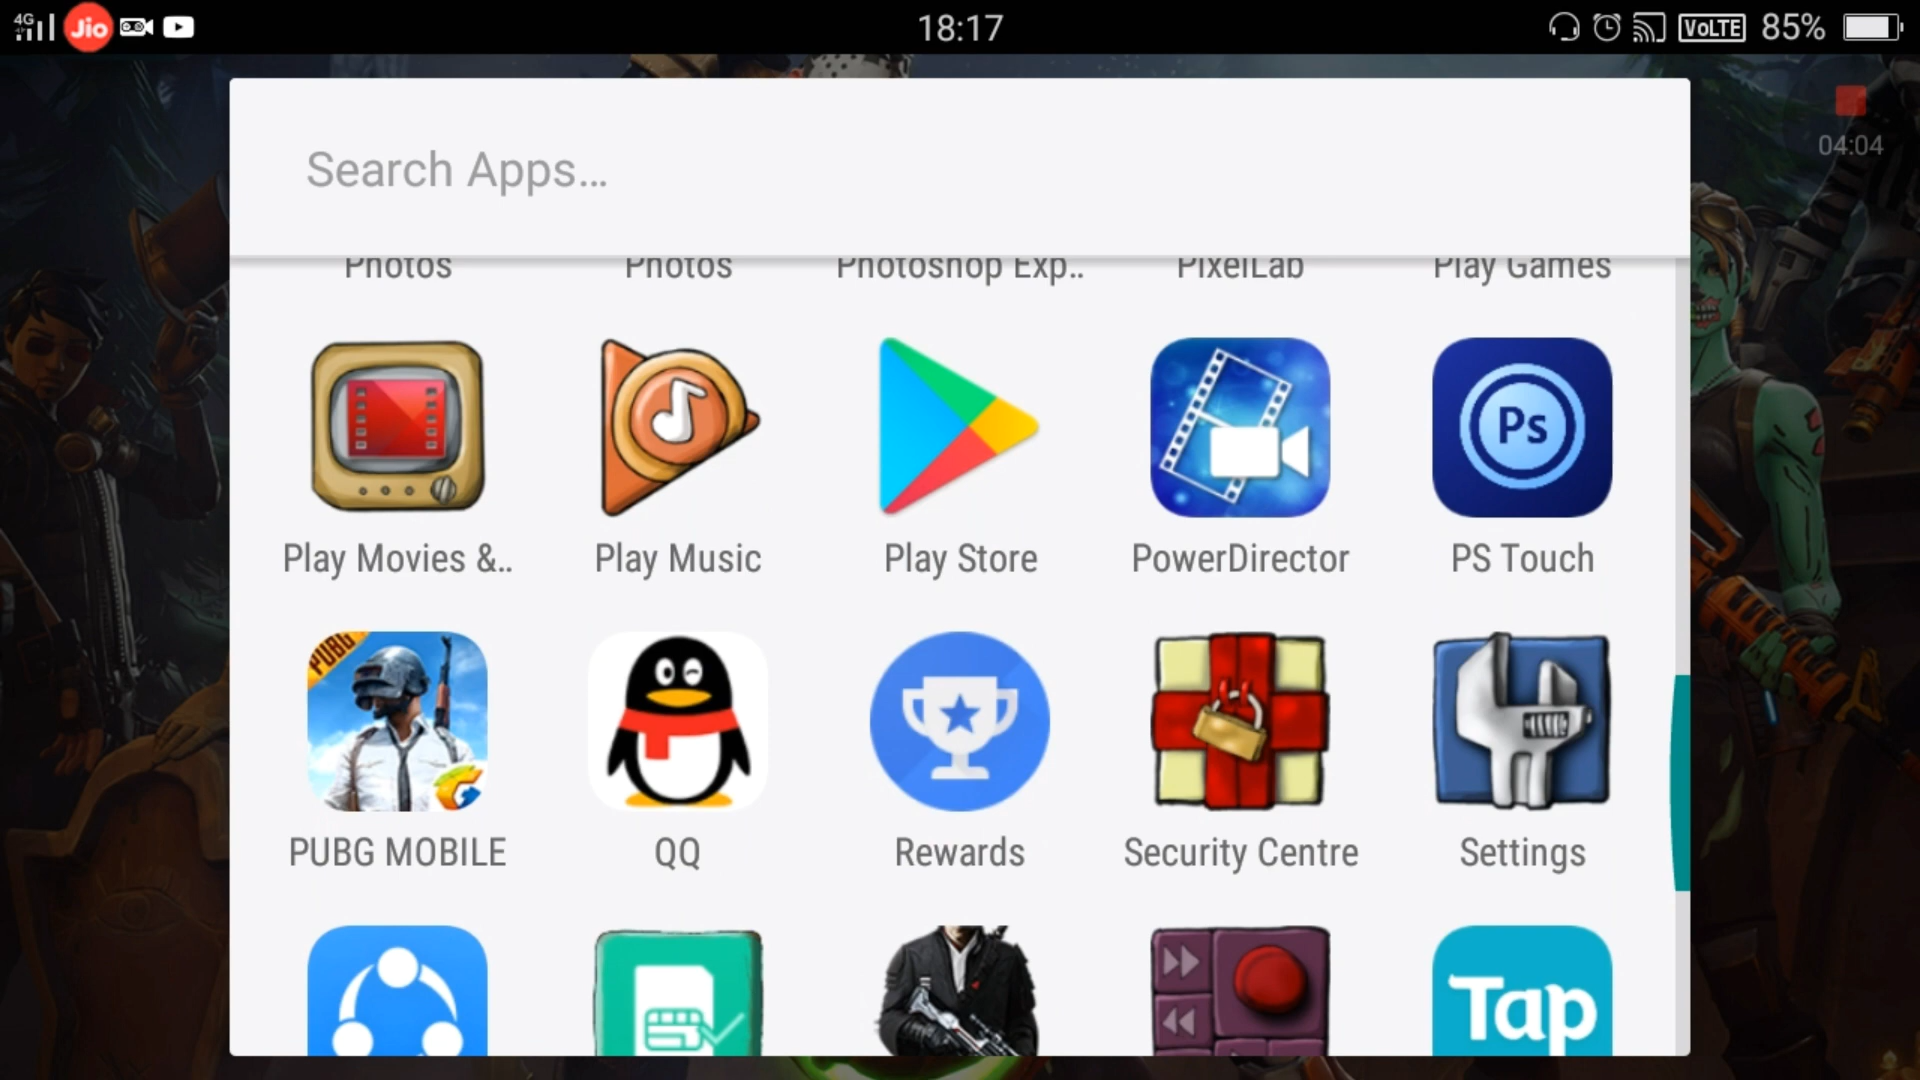 4G Jio 18:17 VoLTE 85%
04:04
Search Apps...
Photos Photos Photoshop Exp.. PixelLab Play Games
Ps
Play Movies &.. Play Music Play Store PowerDirector PS Touch
PUBG
PUBG MOBILE QQ Rewards Security Centre Settings
Tap